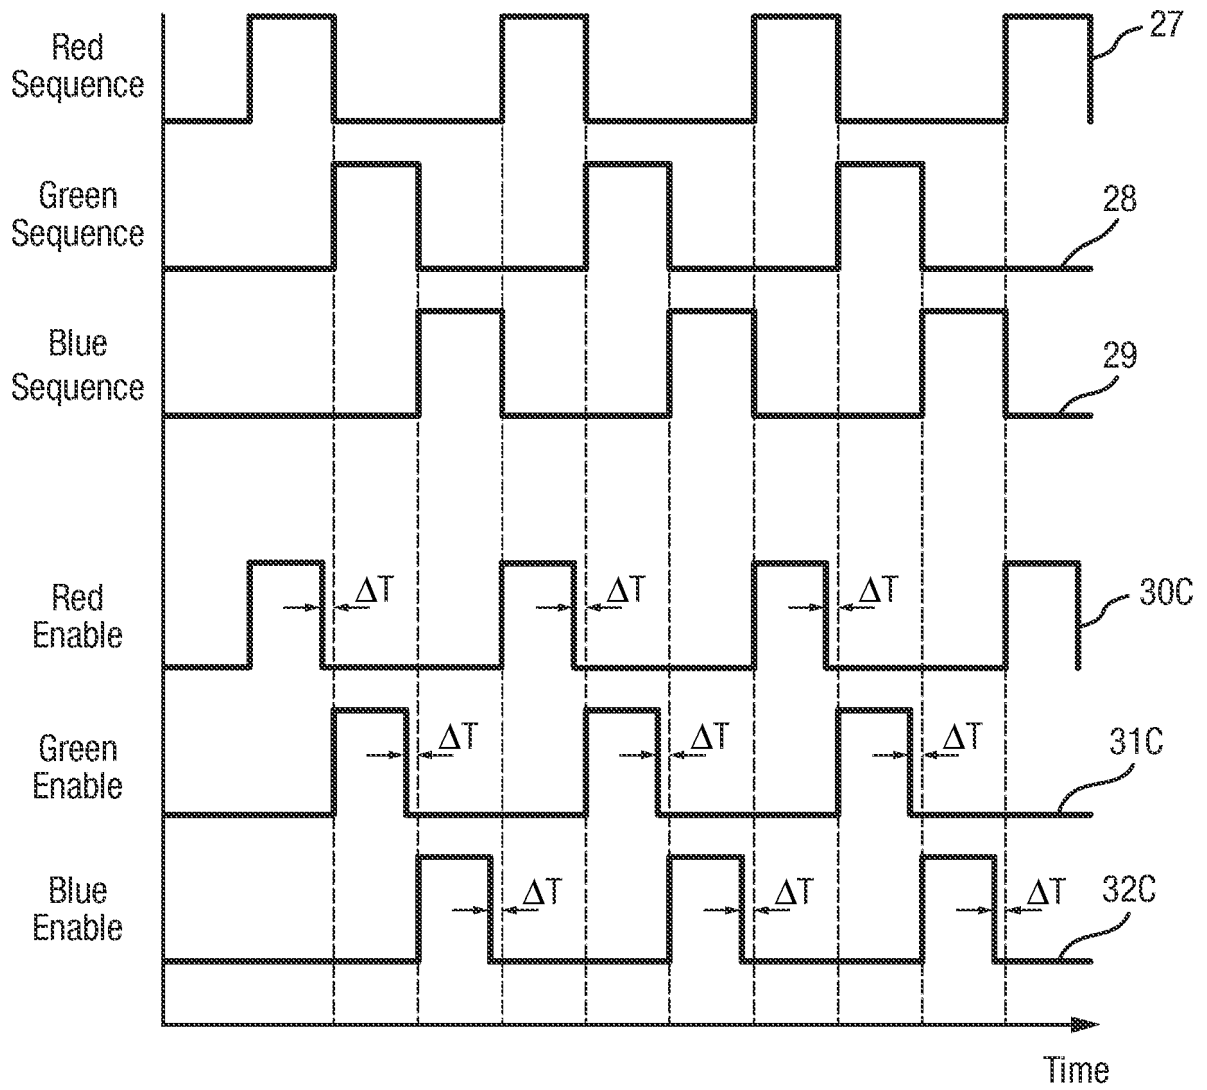 Red
Sequence
27
Green
Sequence
28
Blue
Sequence
29
Red
Enable
ΔT
ΔT
ΔT
30C
Green
Enable
ΔT
ΔT
ΔT
31C
Blue
Enable
ΔT
ΔT
ΔT
32C
Time